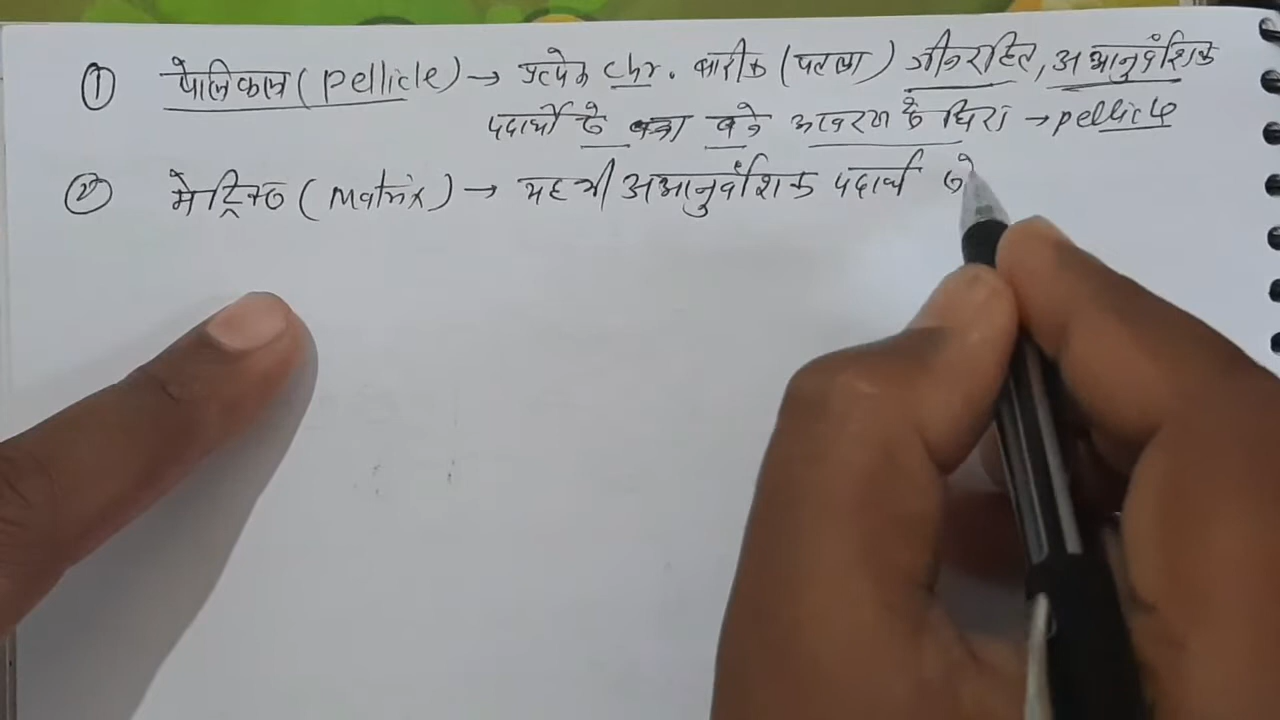 ① पेलिकल (pellicle) → प्रत्येक chr. बारीक (पतला) जीनरहित, अआनुवंशिक
पदार्थो के बने आवरण से घिरा → pellicle
② मेट्रिक्स (matrix) → यह भी अआनुवंशिक पदार्थ